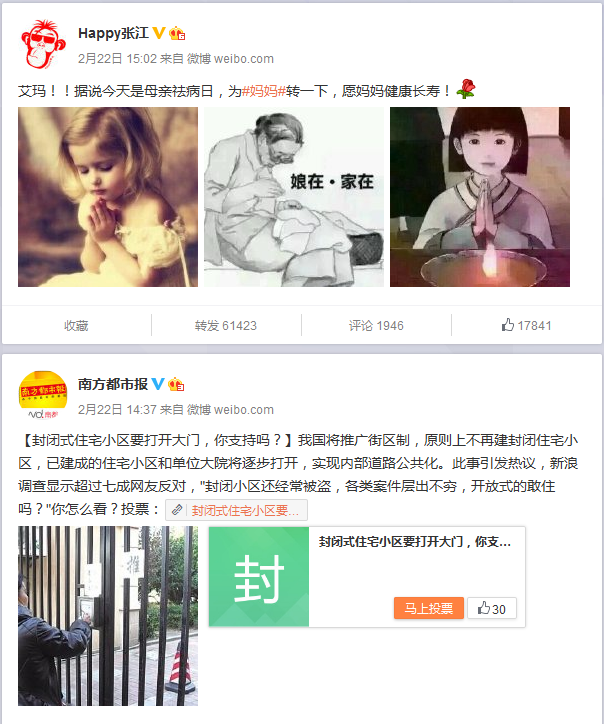 Happy张江
2月22日 15:02 来自 微博 weibo.com
艾玛！！据说今天是母亲祛病日，为#妈妈#转一下，愿妈妈健康长寿！
娘在·家在
收藏
转发 61423
评论 1946
17841
南方都市报
南方都市报
2月22日 14:37 来自 微博 weibo.com
【封闭式住宅小区要打开大门，你支持吗？】我国将推广街区制，原则上不再建封闭住宅小
区，已建成的住宅小区和单位大院将逐步打开，实现内部道路公共化。此事引发热议，新浪
调查显示超过七成网友反对，"封闭小区还经常被盗，各类案件层出不穷，开放式的敢住
吗？"你怎么看？投票：封闭式住宅小区要...
推
封
封闭式住宅小区要打开大门，你支...
马上投票
30